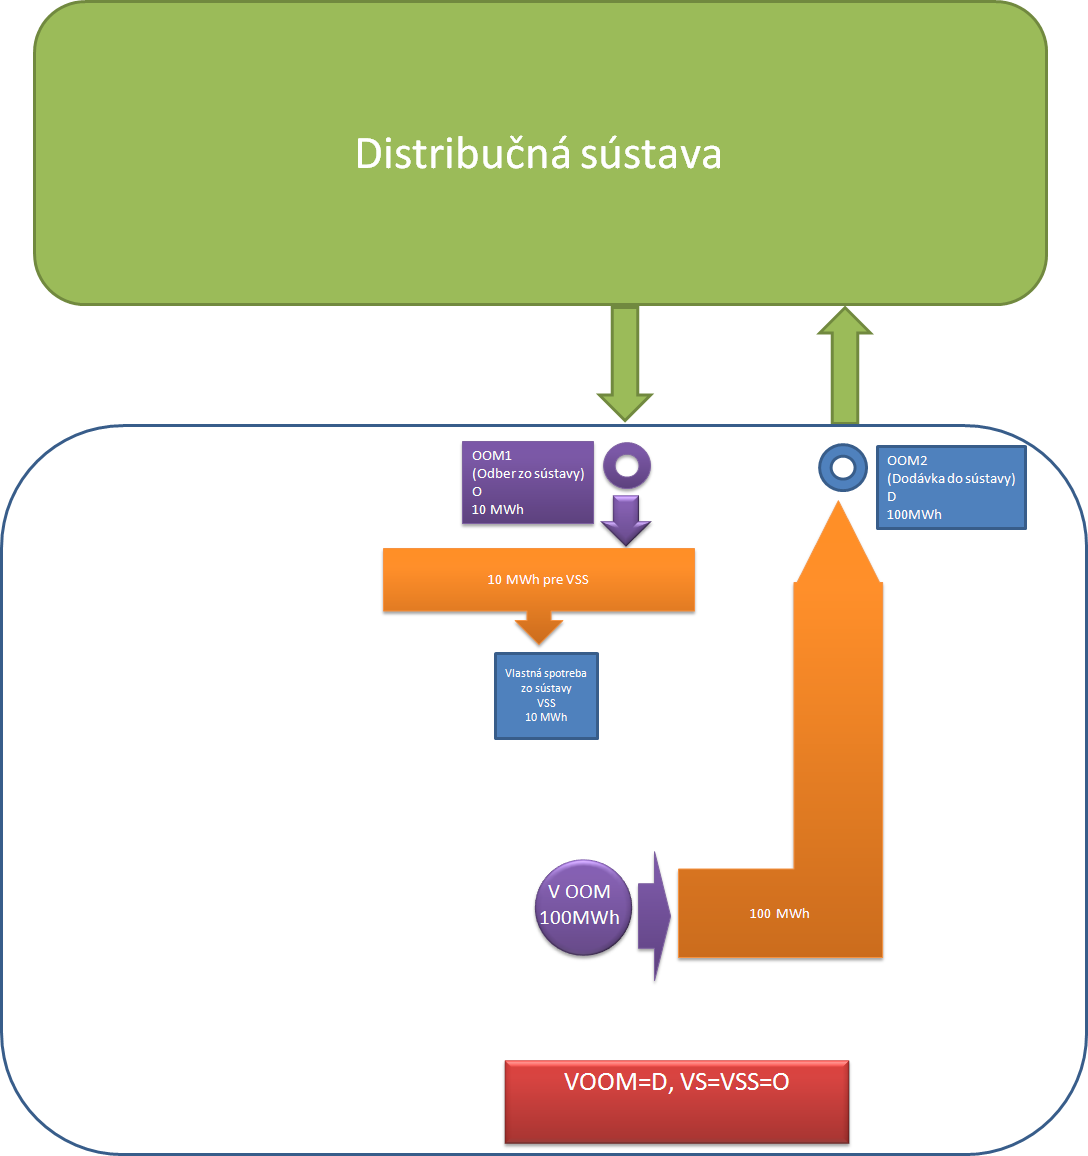 Distribučná sústava
OOM1
(Odber zo sústavy)
O
10 MWh
OOM2
(Dodávka do sústavy)
D
100MWh
10 MWh pre VSS
Vlastná spotreba
zo sústavy
VSS
10 MWh
V OOM
100MWh
100 MWh
VOOM=D, VS=VSS=O